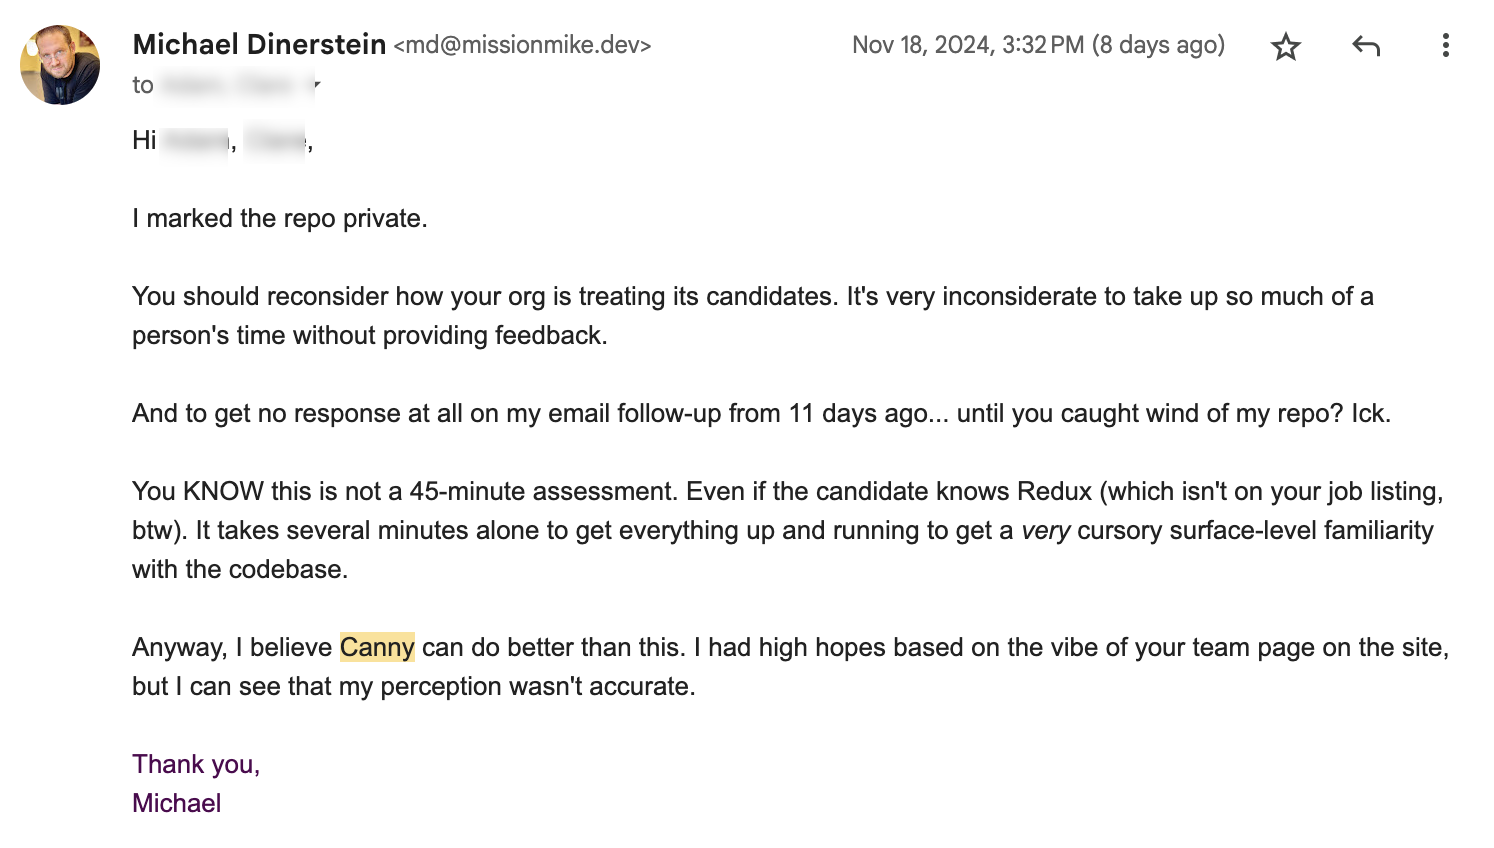 Michael Dinerstein <md@missionmike.dev> Nov 18, 2024, 3:32 PM (8 days ago)
to
Hi , ,
I marked the repo private.
You should reconsider how your org is treating its candidates. It's very inconsiderate to take up so much of a
person's time without providing feedback.
And to get no response at all on my email follow-up from 11 days ago... until you caught wind of my repo? Ick.
You KNOW this is not a 45-minute assessment. Even if the candidate knows Redux (which isn't on your job listing,
btw). It takes several minutes alone to get everything up and running to get a very cursory surface-level familiarity
with the codebase.
Anyway, I believe Canny can do better than this. I had high hopes based on the vibe of your team page on the site,
but I can see that my perception wasn't accurate.
Thank you,
Michael